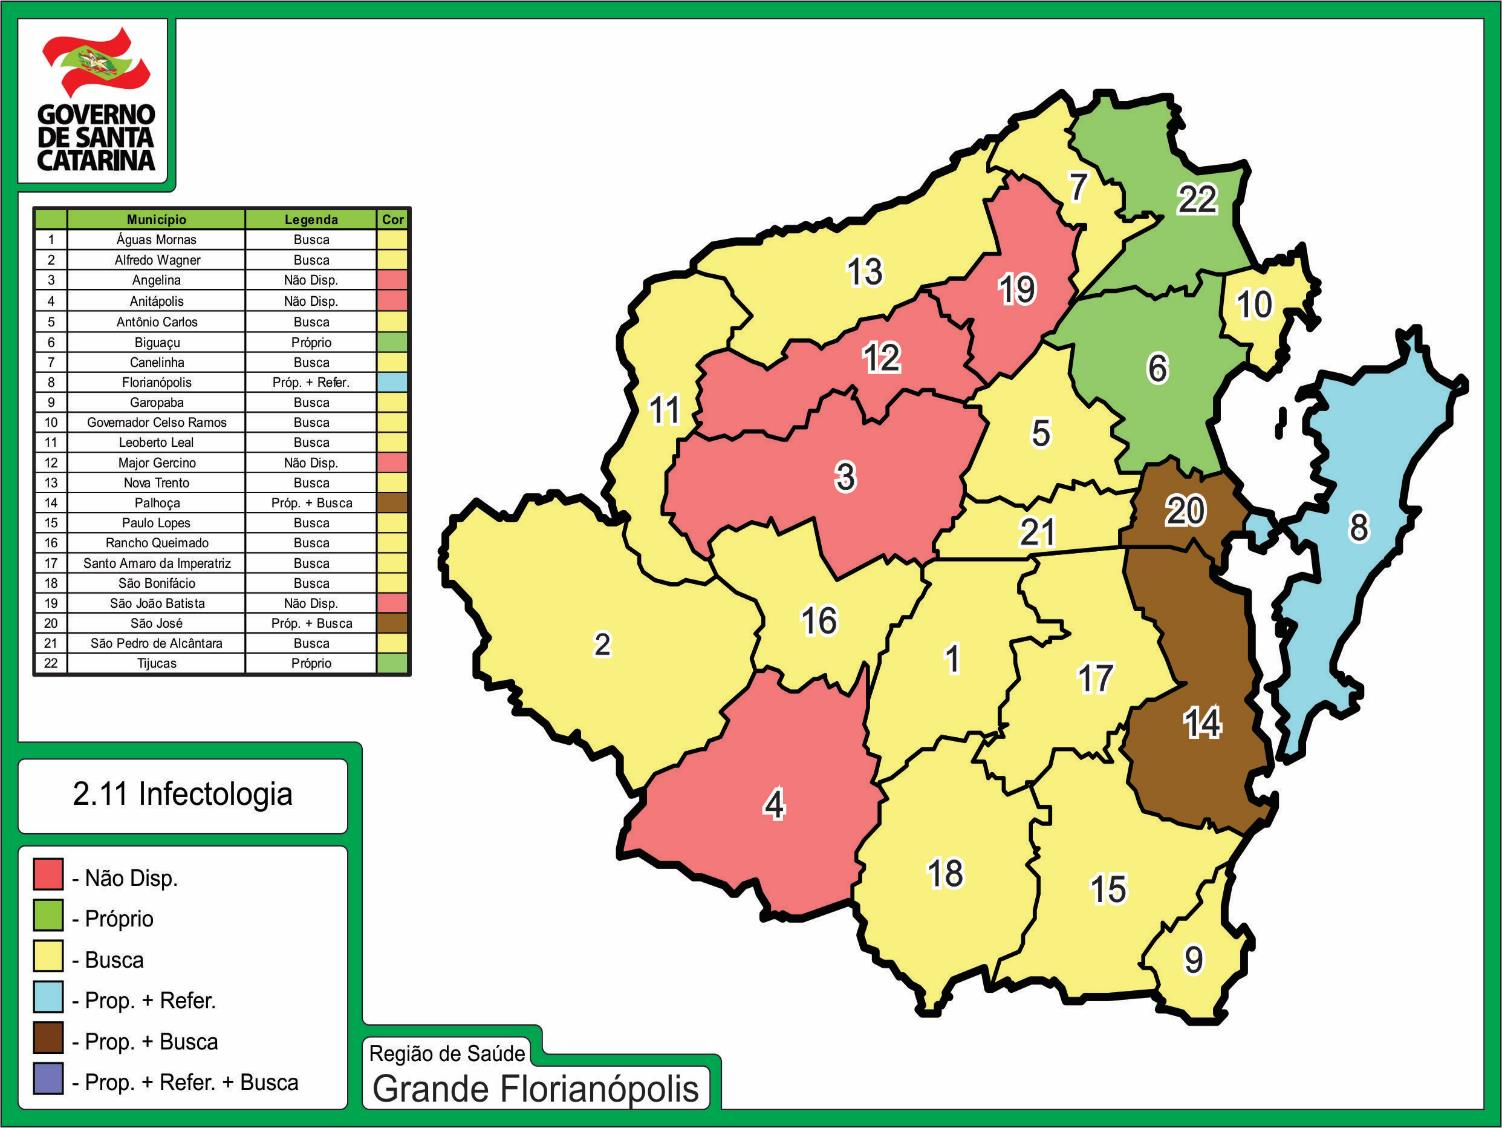 GOVERNO
DE SANTA
CATARINA
Município Legenda Cor
1 Águas Mornas Busca
2 Alfredo Wagner Busca
3 Angelina Não Disp.
4 Anitápolis Não Disp.
5 Antônio Carlos Busca
6 Biguaçu Próprio
7 Canelinha Busca
8 Florianópolis Próp. + Refer.
9 Garopaba Busca
10 Governador Celso Ramos Busca
11 Leoberto Leal Busca
12 Major Gercino Não Disp.
13 Nova Trento Busca
14 Palhoça Próp. + Busca
15 Paulo Lopes Busca
16 Rancho Queimado Busca
17 Santo Amaro da Imperatriz Busca
18 São Bonifácio Busca
19 São João Batista Não Disp.
20 São José Próp. + Busca
21 São Pedro de Alcântara Busca
22 Tijucas Próprio
7
22
13
19
10
12
6
11
5
3
20
8
21
16
2
1
17
14
4
18
15
9
2.11 Infectologia
- Não Disp.
- Próprio
- Busca
- Prop. + Refer.
- Prop. + Busca
- Prop. + Refer. + Busca
Região de Saúde
Grande Florianópolis